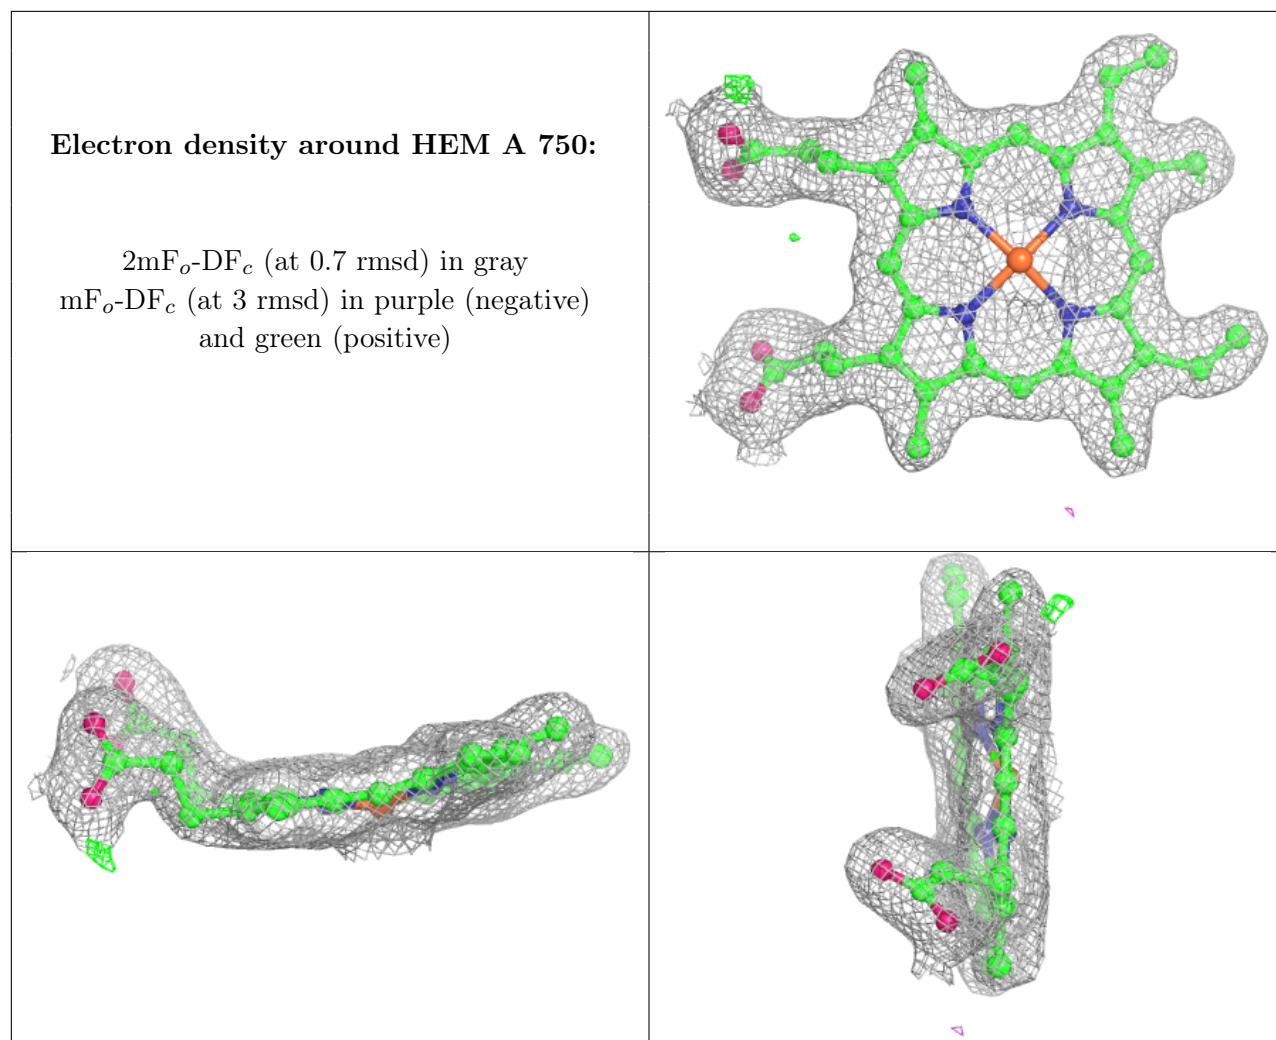 Electron density around HEM A 750:
2mFo-DFc (at 0.7 rmsd) in gray
mFo-DFc (at 3 rmsd) in purple (negative)
and green (positive)